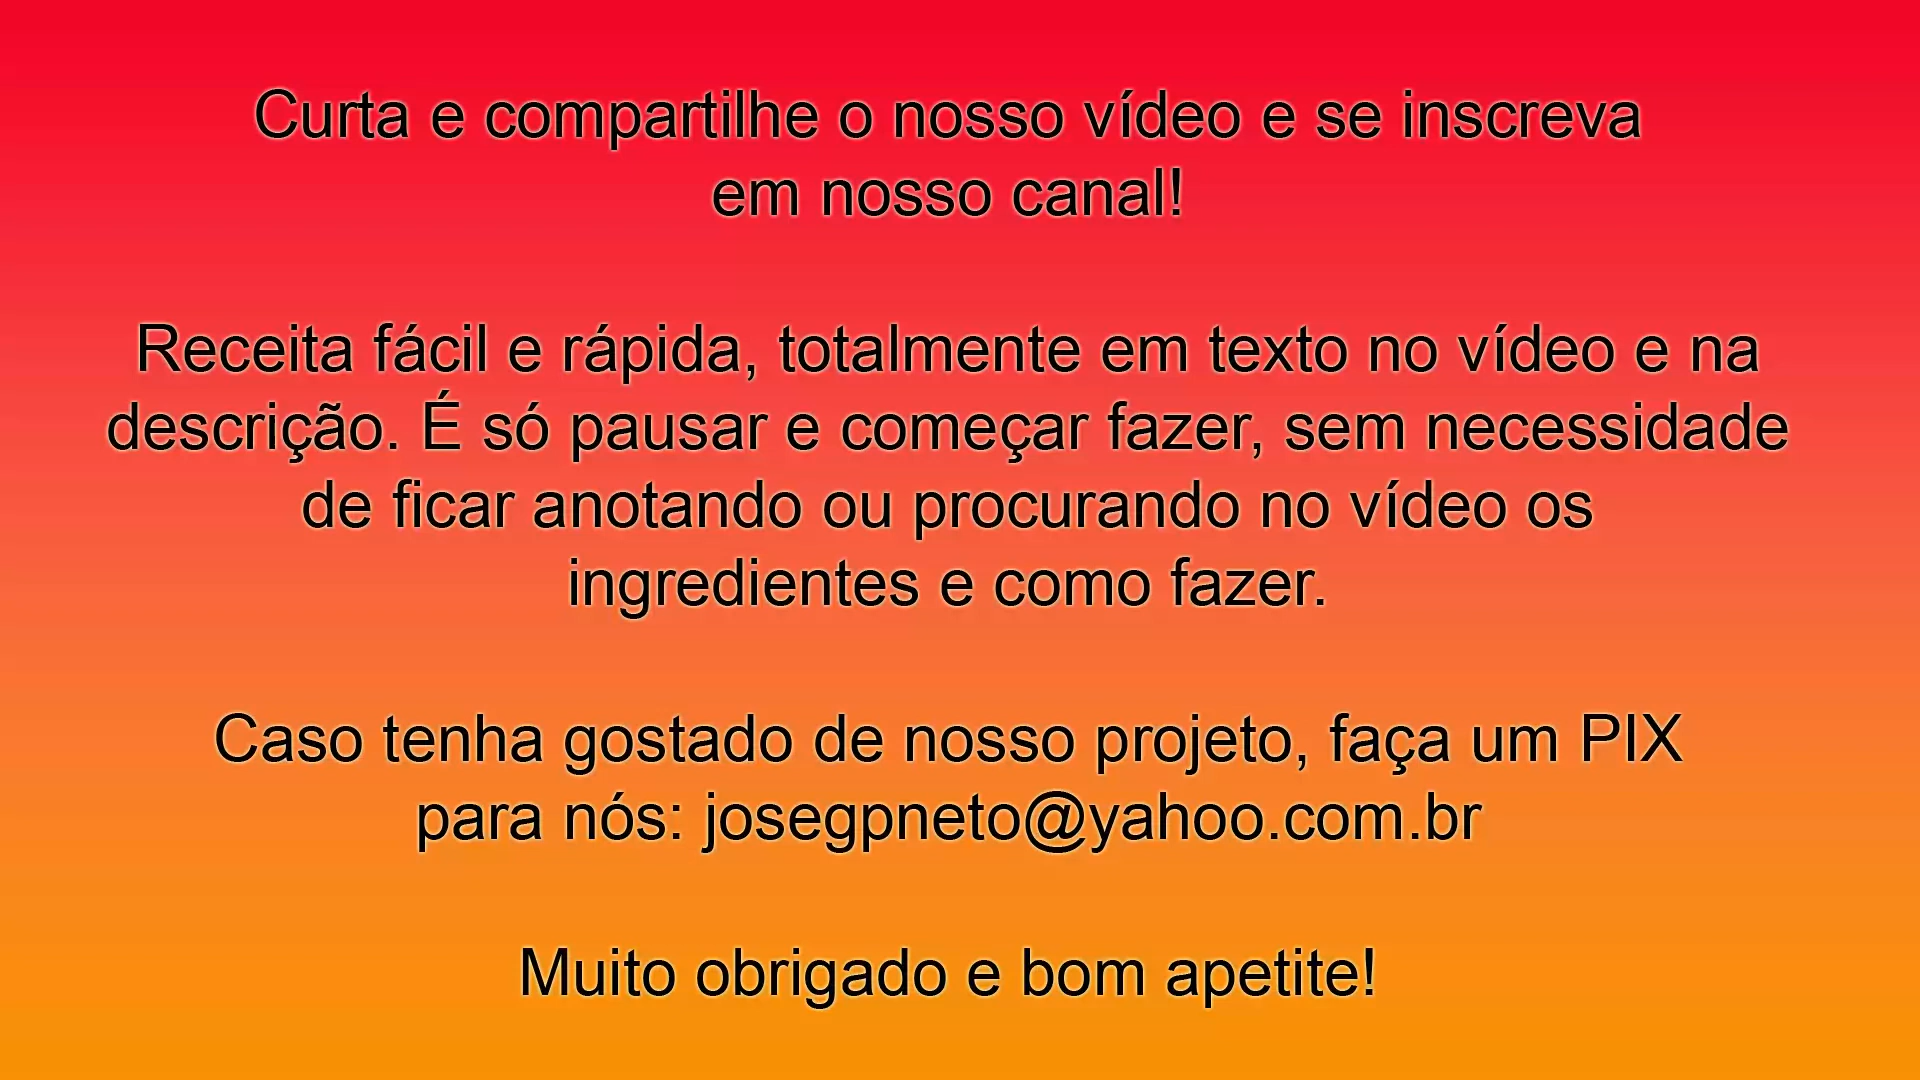 Curta e compartilhe o nosso vídeo e se inscreva
em nosso canal!
Receita fácil e rápida, totalmente em texto no vídeo e na
descrição. É só pausar e começar fazer, sem necessidade
de ficar anotando ou procurando no vídeo os
ingredientes e como fazer.
Caso tenha gostado de nosso projeto, faça um PIX
para nós: josegpneto@yahoo.com.br
Muito obrigado e bom apetite!